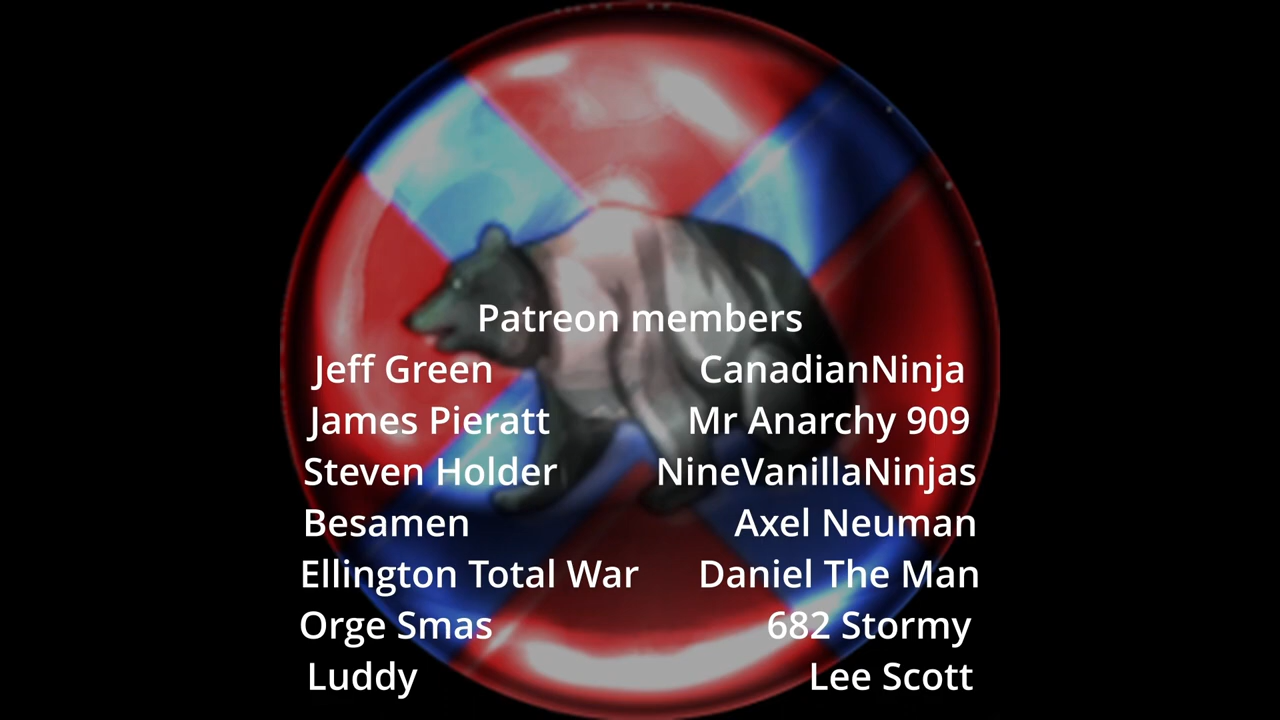 Patreon members
Jeff Green CanadianNinja
James Pieratt Mr Anarchy 909
Steven Holder NineVanillaNinjas
Besamen Axel Neuman
Ellington Total War Daniel The Man
Orge Smas 682 Stormy
Luddy Lee Scott